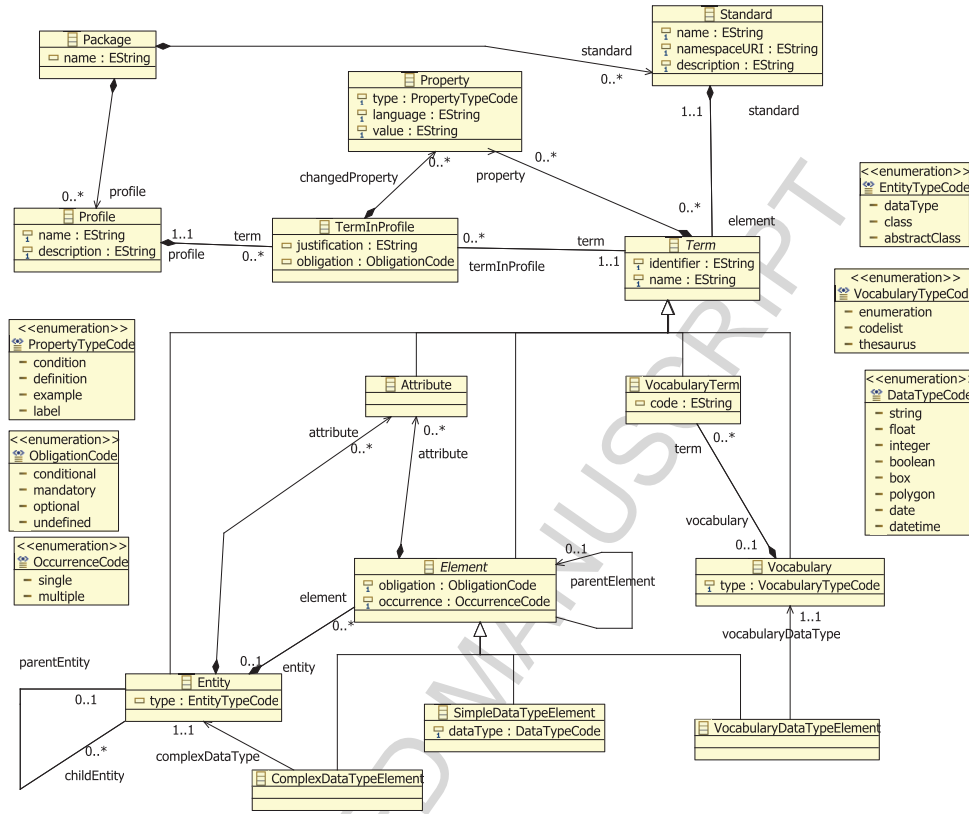 Package
name : EString
Standard
name : EString
namespaceURI : EString
description : EString
standard
0..*
1..1
standard
Property
type : PropertyTypeCode
language : EString
value : EString
0..*
changedProperty
0..*
property
0..*
profile
0..*
element
<<enumeration>>
EntityTypeCode
dataType
class
abstractClass
Profile
name : EString
description : EString
1..1
profile
term
0..*
TermInProfile
justification : EString
obligation : ObligationCode
0..*
termInProfile
term
1..1
Term
identifier : EString
name : EString
<<enumeration>>
VocabularyTypeCod
enumeration
codelist
thesaurus
<<enumeration>>
PropertyTypeCode
condition
definition
example
label
Attribute
VocabularyTerm
code : EString
<<enumeration>
DataTypeCode
string
float
integer
boolean
box
polygon
date
datetime
attribute
0..*
0..*
attribute
0..*
term
<<enumeration>>
ObligationCode
conditional
mandatory
optional
undefined
vocabulary
0..1
<<enumeration>>
OccurrenceCode
single
multiple
Element
obligation : ObligationCode
occurrence : OccurrenceCode
0..1
parentElement
Vocabulary
type : VocabularyTypeCode
element
0..*
1..1
vocabularyDataType
parentEntity
0..1
0..1
entity
Entity
type : EntityTypeCode
0..*
childEntity
1..1
complexDataType
SimpleDataTypeElement
dataType : DataTypeCode
VocabularyDataTypeElement
ComplexDataTypeElement
D MANUSCRIPT